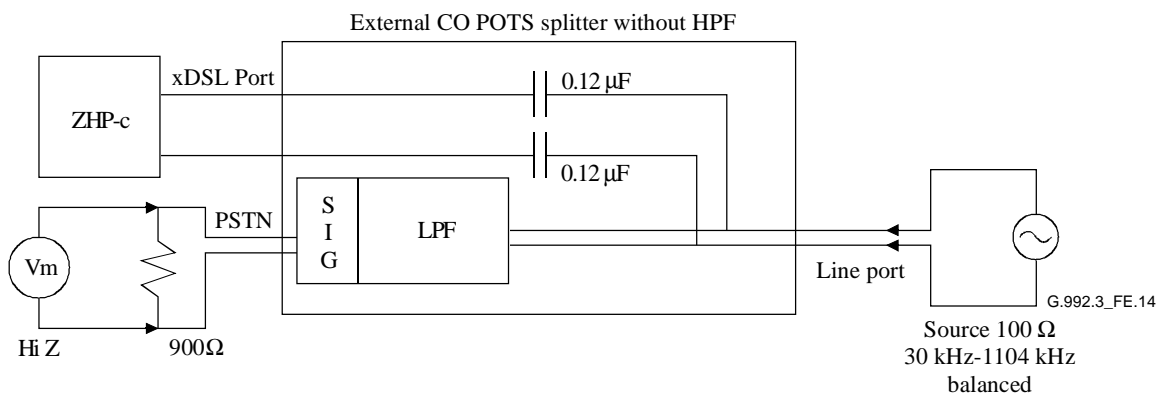 External CO POTS splitter without HPF
xDSL Port
0.12 µF
ZHP-c
0.12 µF
PSTN
S
I
G
LPF
Vm
Line port
G.992.3_FE.14
Hi Z
900Ω
Source 100 Ω
30 kHz-1104 kHz
balanced